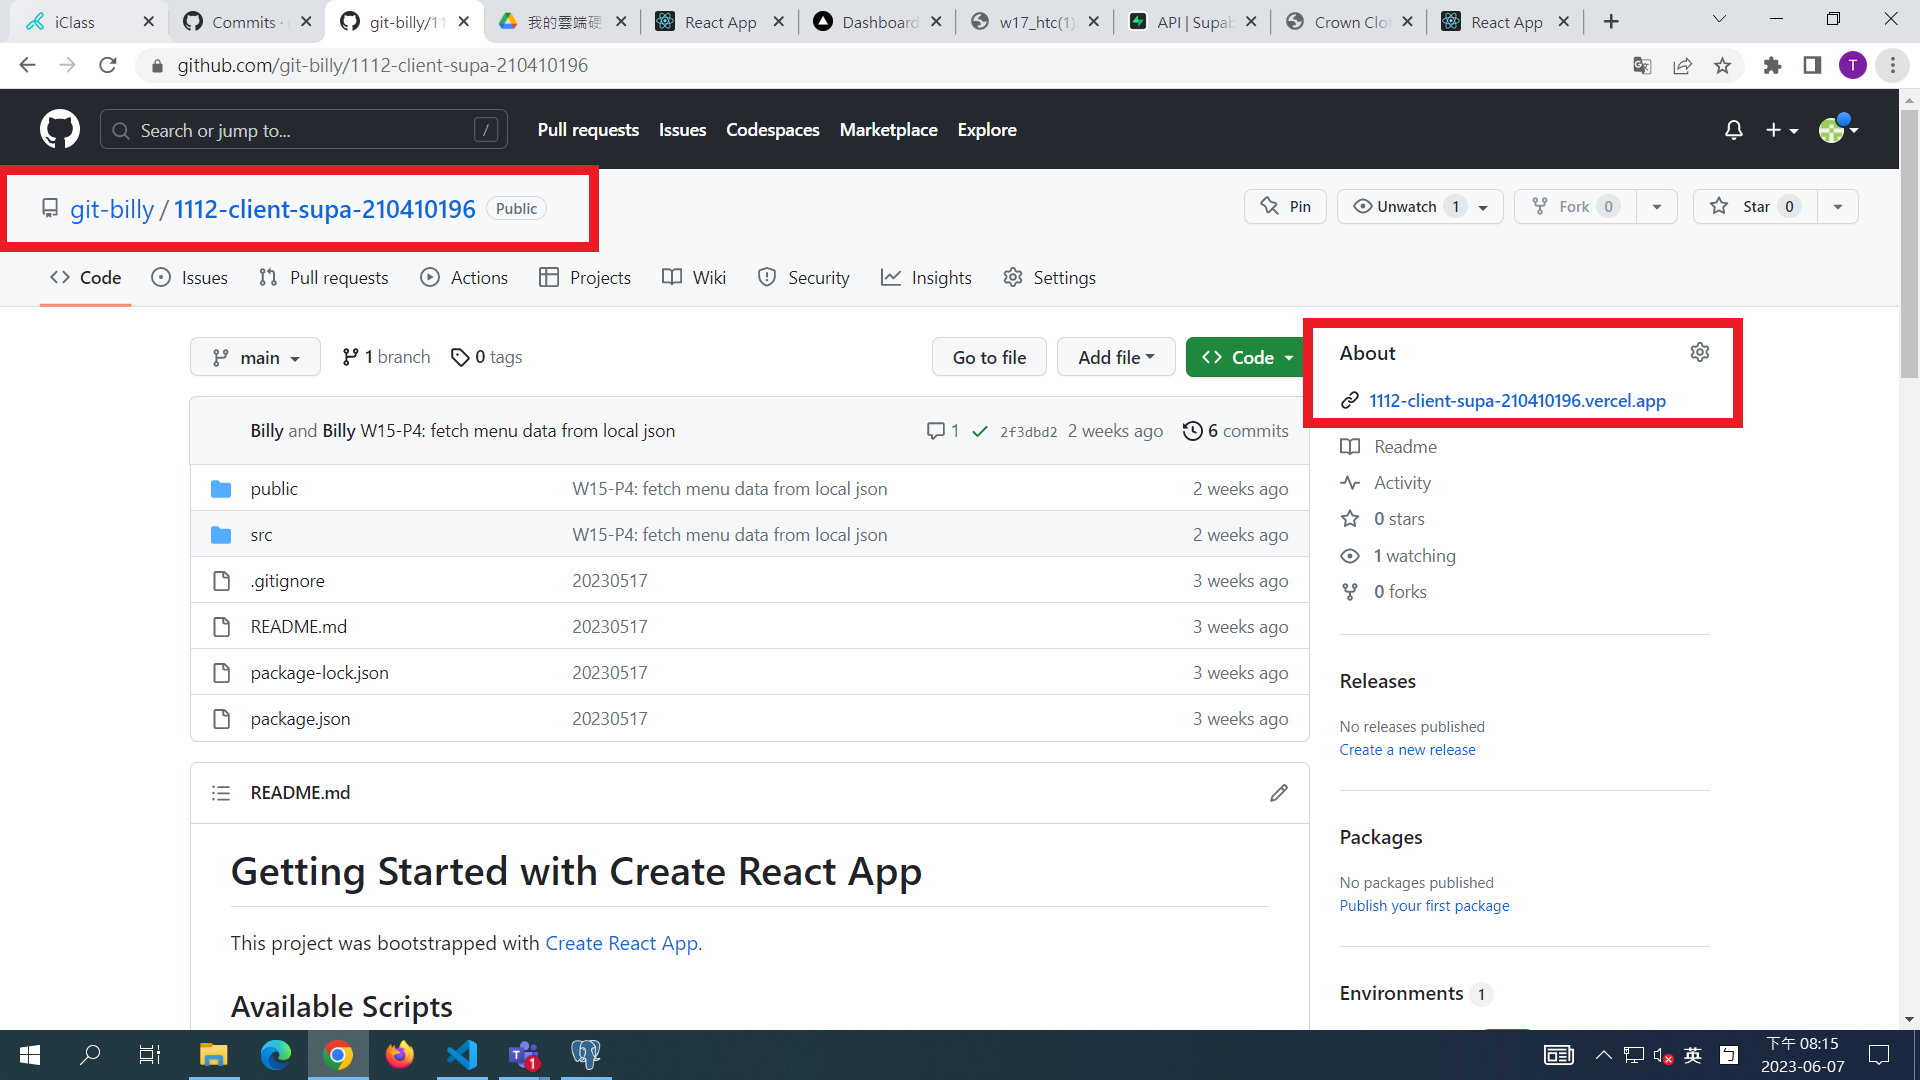 iClass
Commits ·
git-billy/11
我的雲端硬
React App
Dashboard
w17_htc(1)
API | Supab
Crown Clo
React App
github.com/git-billy/1112-client-supa-210410196
T
Search or jump to...
/
Pull requests
Issues
Codespaces
Marketplace
Explore
git-billy / 1112-client-supa-210410196
Public
Pin
Unwatch 1
Fork 0
Star 0
Code
Issues
Pull requests
Actions
Projects
Wiki
Security
Insights
Settings
main
1 branch
0 tags
Go to file
Add file
Code
Billy and Billy W15-P4: fetch menu data from local json
1
2f3dbd2 2 weeks ago
6 commits
public W15-P4: fetch menu data from local json 2 weeks ago
src W15-P4: fetch menu data from local json 2 weeks ago
.gitignore 20230517 3 weeks ago
README.md 20230517 3 weeks ago
package-lock.json 20230517 3 weeks ago
package.json 20230517 3 weeks ago
README.md
Getting Started with Create React App
This project was bootstrapped with Create React App.
Available Scripts
About
1112-client-supa-210410196.vercel.app
Readme
Activity
0 stars
1 watching
0 forks
Releases
No releases published
Create a new release
Packages
No packages published
Publish your first package
Environments 1
1
英
ㄅ
下午 08:15
2023-06-07